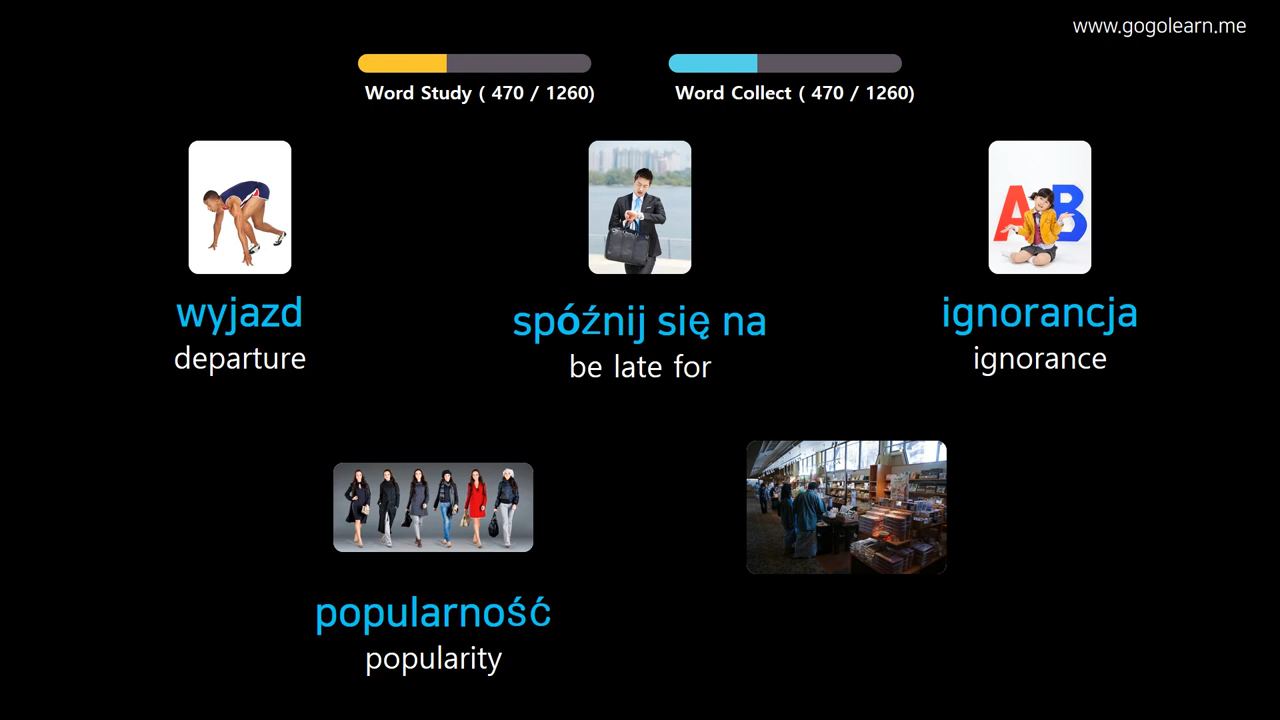 www.gogolearn.me
Word Study ( 470 / 1260)
Word Collect ( 470 / 1260)
wyjazd
departure
spóźnij się na
be late for
ignorancja
ignorance
A B
popularność
popularity